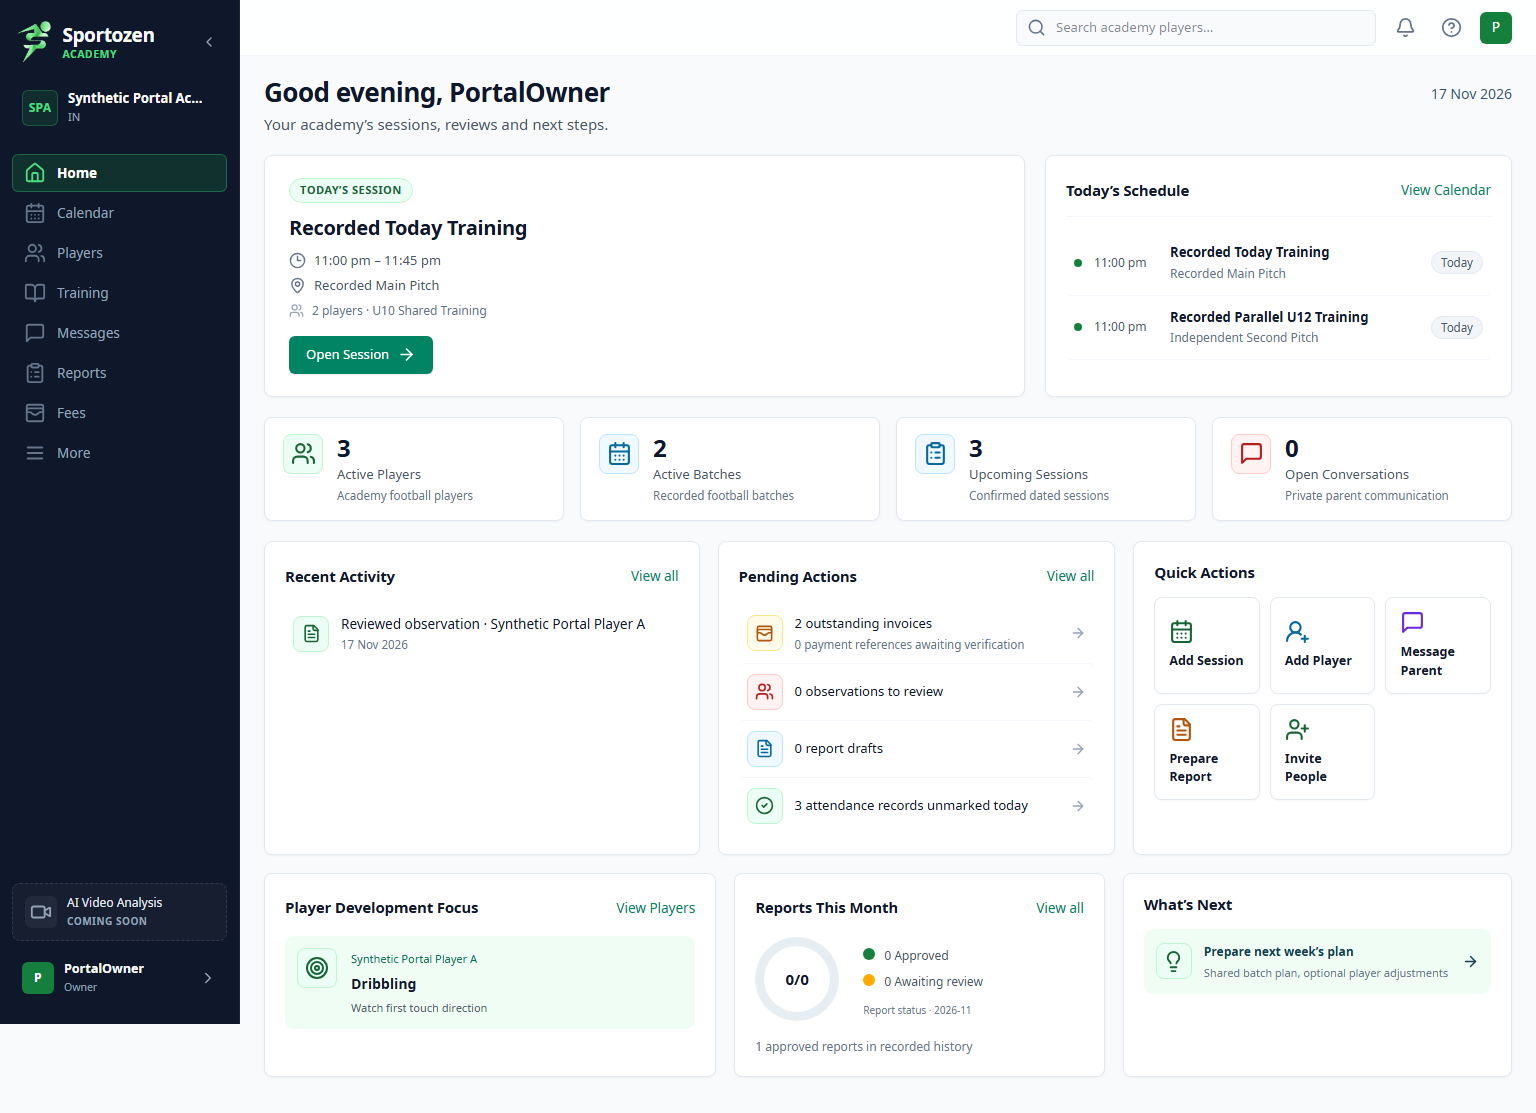 Sportozen
ACADEMY
SPA
Synthetic Portal Ac...
IN
Home
Calendar
Players
Training
Messages
Reports
Fees
More
AI Video Analysis
COMING SOON
P
PortalOwner
Owner
Search academy players...
P
Good evening, PortalOwner
17 Nov 2026
Your academy’s sessions, reviews and next steps.
TODAY’S SESSION
Recorded Today Training
11:00 pm – 11:45 pm
Recorded Main Pitch
2 players · U10 Shared Training
Open Session
Today’s Schedule
View Calendar
11:00 pm
Recorded Today Training
Recorded Main Pitch
Today
11:00 pm
Recorded Parallel U12 Training
Independent Second Pitch
Today
3
Active Players
Academy football players
2
Active Batches
Recorded football batches
3
Upcoming Sessions
Confirmed dated sessions
0
Open Conversations
Private parent communication
Recent Activity
View all
Reviewed observation · Synthetic Portal Player A
17 Nov 2026
Pending Actions
View all
2 outstanding invoices
0 payment references awaiting verification
0 observations to review
0 report drafts
3 attendance records unmarked today
Quick Actions
Add Session
Add Player
Message
Parent
Prepare
Report
Invite
People
Player Development Focus
View Players
Synthetic Portal Player A
Dribbling
Watch first touch direction
Reports This Month
View all
0/0
0 Approved
0 Awaiting review
Report status · 2026-11
1 approved reports in recorded history
What’s Next
Prepare next week’s plan
Shared batch plan, optional player adjustments